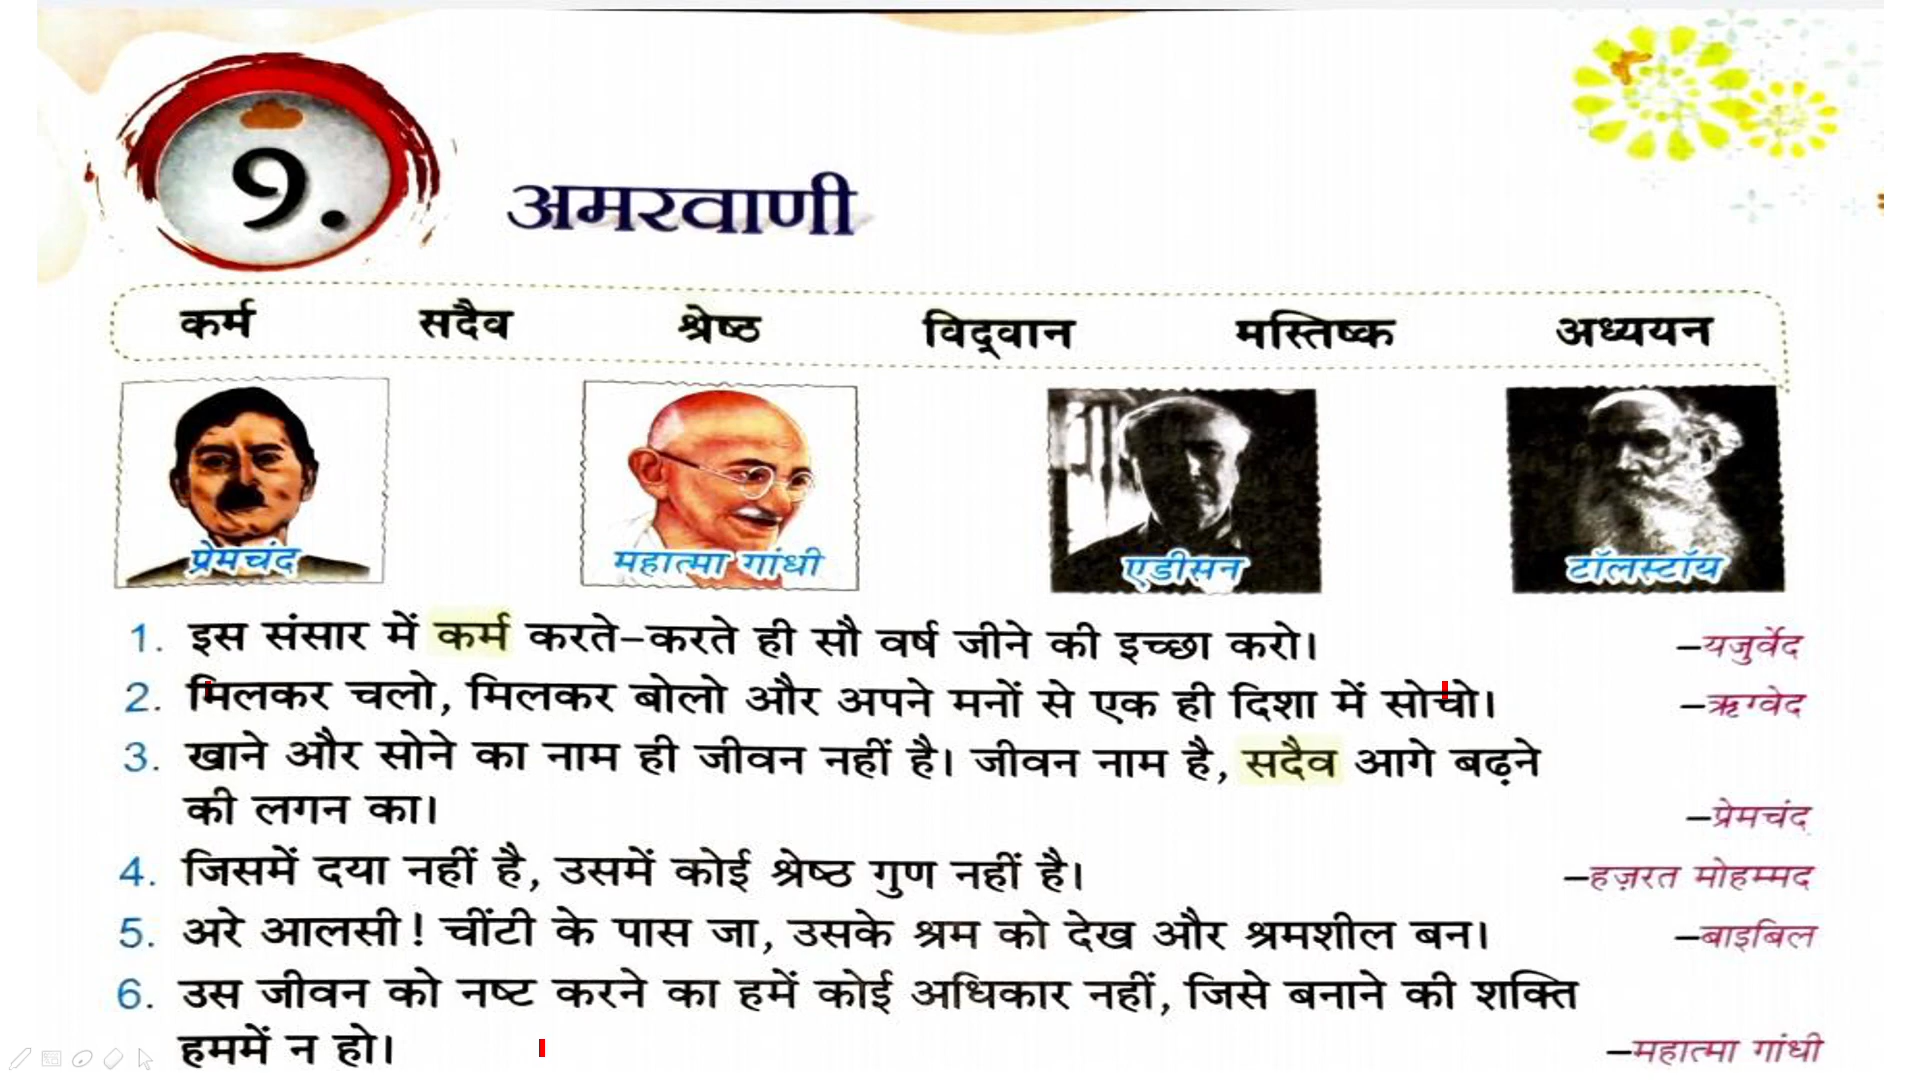 ९.
अमरवाणी
कर्म सदैव श्रेष्ठ विद्‌वान मस्तिष्क अध्ययन
प्रेमचंद महात्मा गांधी एडीसन टॉलस्टॉय
1. इस संसार में कर्म करते-करते ही सौ वर्ष जीने की इच्छा करो। –यजुर्वेद
2. मिलकर चलो, मिलकर बोलो और अपने मनों से एक ही दिशा में सोचो। –ऋग्वेद
3. खाने और सोने का नाम ही जीवन नहीं है। जीवन नाम है, सदैव आगे बढ़ने
की लगन का। –प्रेमचंद
4. जिसमें दया नहीं है, उसमें कोई श्रेष्ठ गुण नहीं है। –हज़रत मोहम्मद
5. अरे आलसी! चींटी के पास जा, उसके श्रम को देख और श्रमशील बन। –बाइबिल
6. उस जीवन को नष्ट करने का हमें कोई अधिकार नहीं, जिसे बनाने की शक्ति
हममें न हो। –महात्मा गांधी